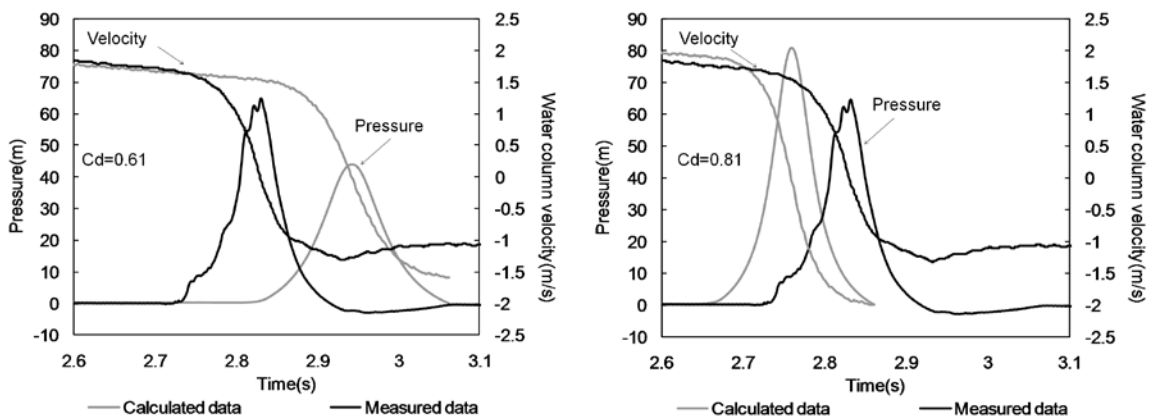 90
80
70
60
50
40
30
20
10
0
-10
Pressure(m)
Velocity
Pressure
Cd=0.61
2.5
2
1.5
1
0.5
0
-0.5
-1
-1.5
-2
-2.5
Water column velocity(m/s)
2.6 2.7 2.8 2.9 3 3.1
Time(s)
Calculated data Measured data
90
80
70
60
50
40
30
20
10
0
-10
Pressure(m)
Velocity
Pressure
Cd=0.81
2.5
2
1.5
1
0.5
0
-0.5
-1
-1.5
-2
-2.5
Water column velocity(m/s)
2.6 2.7 2.8 2.9 3 3.1
Time(s)
Calculated data Measured data